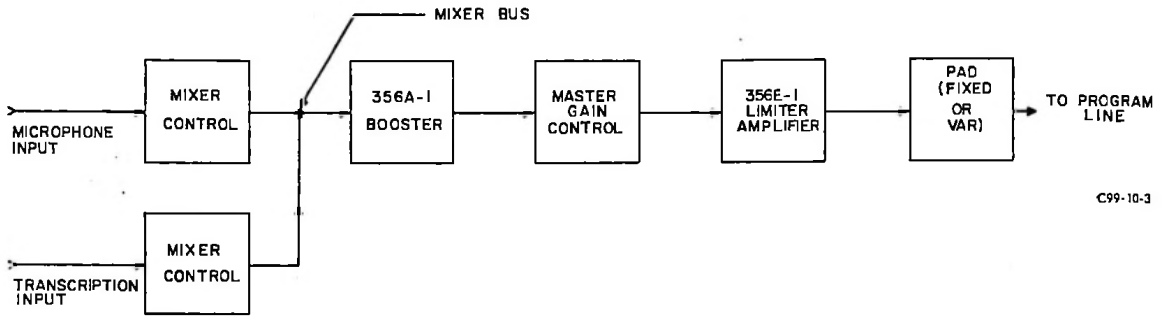 MIXER BUS
MIXER
CONTROL
356A-1
BOOSTER
MASTER
GAIN
CONTROL
356E-1
LIMITER
AMPLIFIER
PAD
(FIXED
OR
VAR)
TO PROGRAM
LINE
MICROPHONE
INPUT
C99-10-3
MIXER
CONTROL
TRANSCRIPTION
INPUT